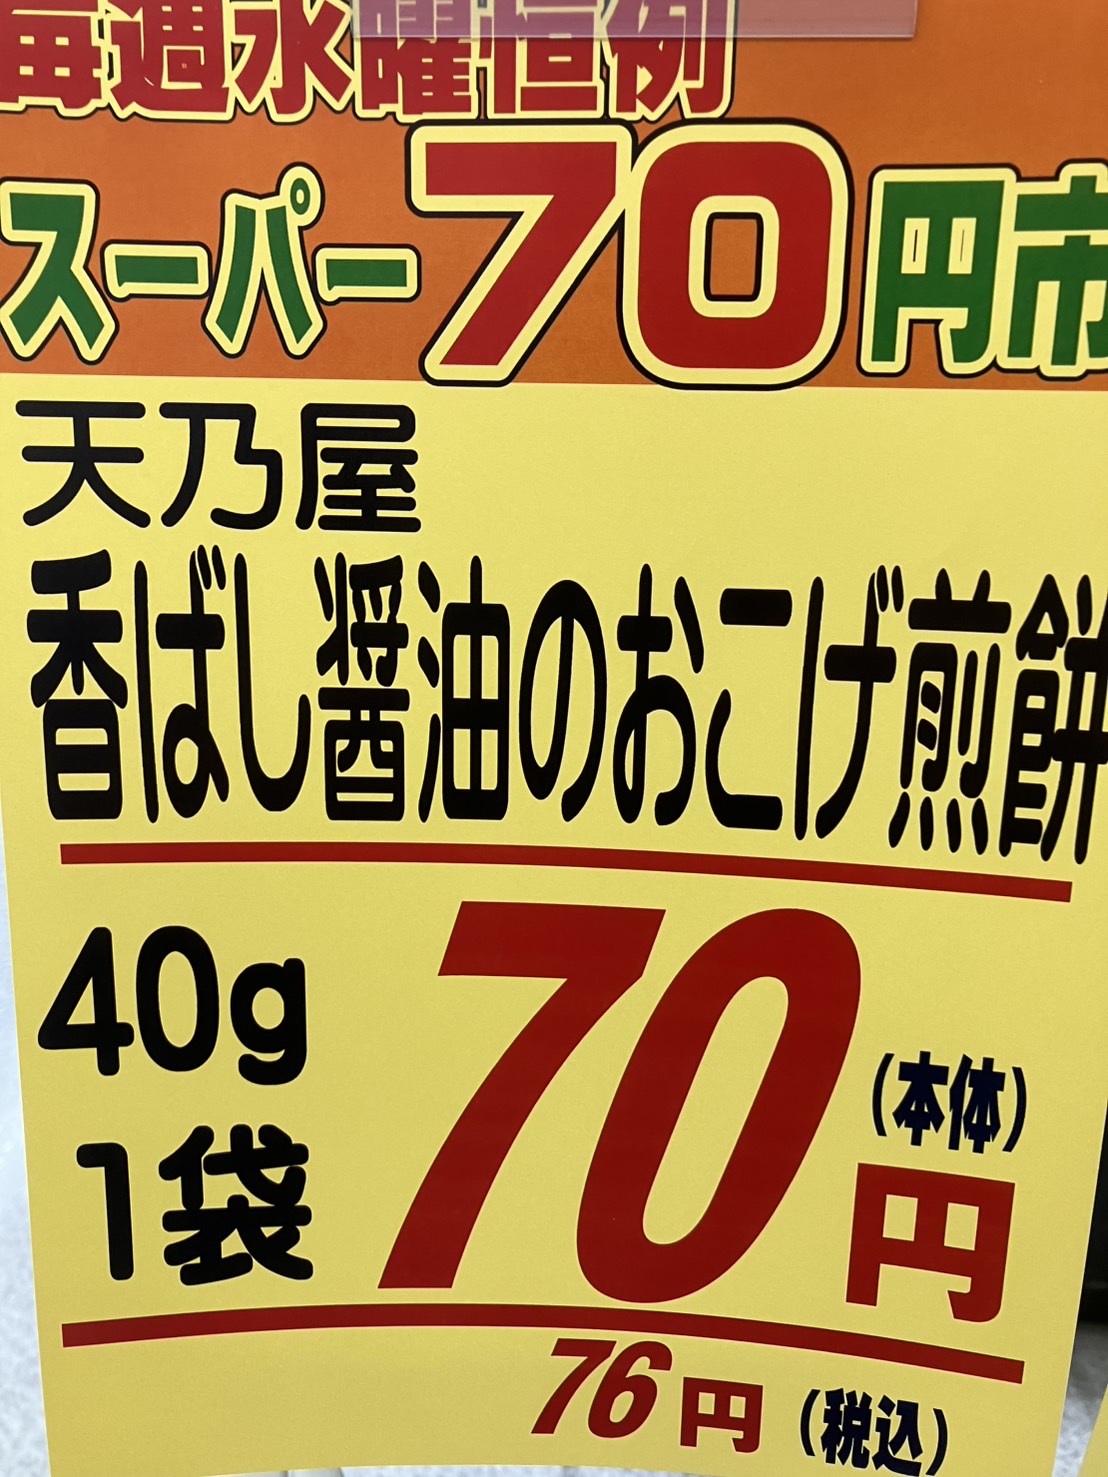 毎週水曜恒例
スーパー70円市
天乃屋
香ばし醤油のおこげ煎餅
40g
1袋
70円
(本体)
76円(税込)